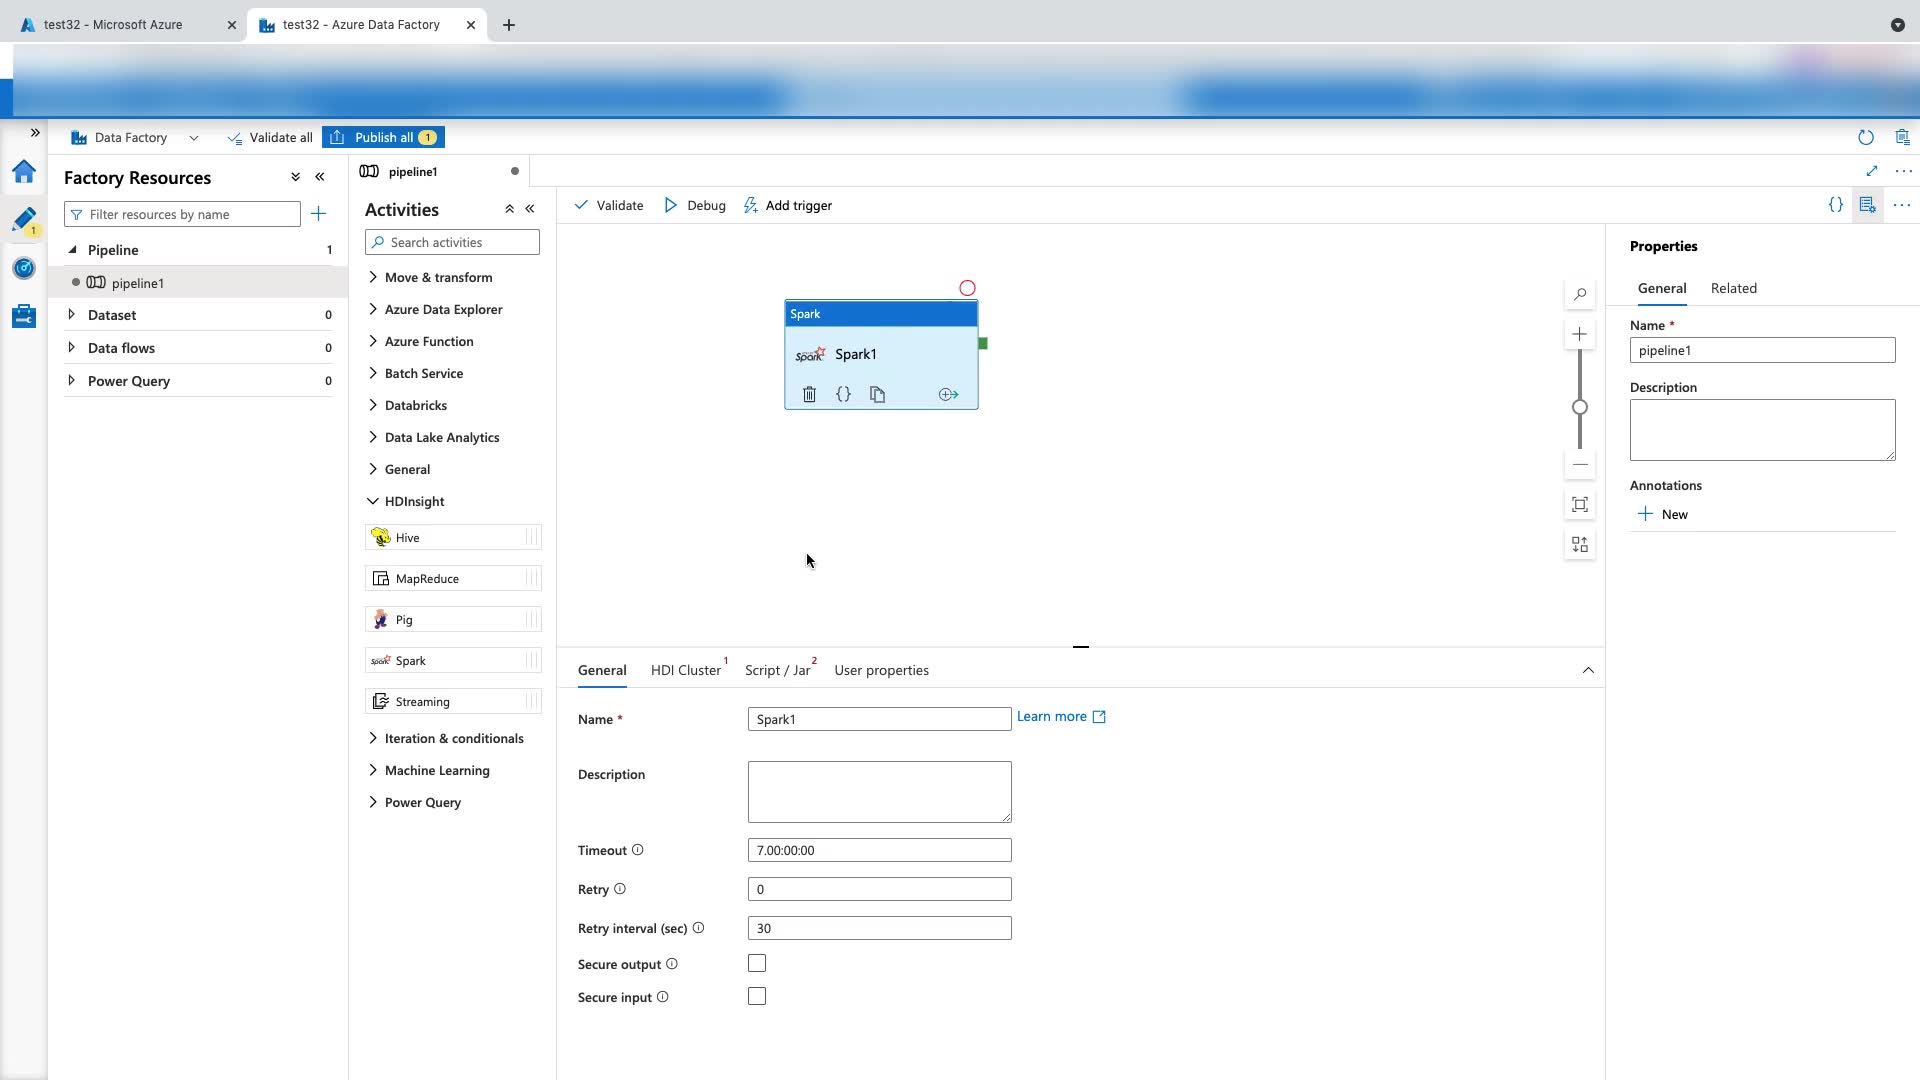 test32 - Microsoft Azure
test32 - Azure Data Factory
Data Factory
Validate all
Publish all 1
Factory Resources
Filter resources by name
1
Pipeline 1
pipeline1
Dataset 0
Data flows 0
Power Query 0
pipeline1
Activities
Search activities
Move & transform
Azure Data Explorer
Azure Function
Batch Service
Databricks
Data Lake Analytics
General
HDInsight
Hive
MapReduce
Pig
Spark Spark
Streaming
Iteration & conditionals
Machine Learning
Power Query
Validate
Debug
Add trigger
Spark
Spark Spark1
General
HDI Cluster 1
Script / Jar 2
User properties
Name *
Spark1
Learn more
Description
Timeout
7.00:00:00
Retry
0
Retry interval (sec)
30
Secure output
Secure input
Properties
General
Related
Name *
pipeline1
Description
Annotations
New